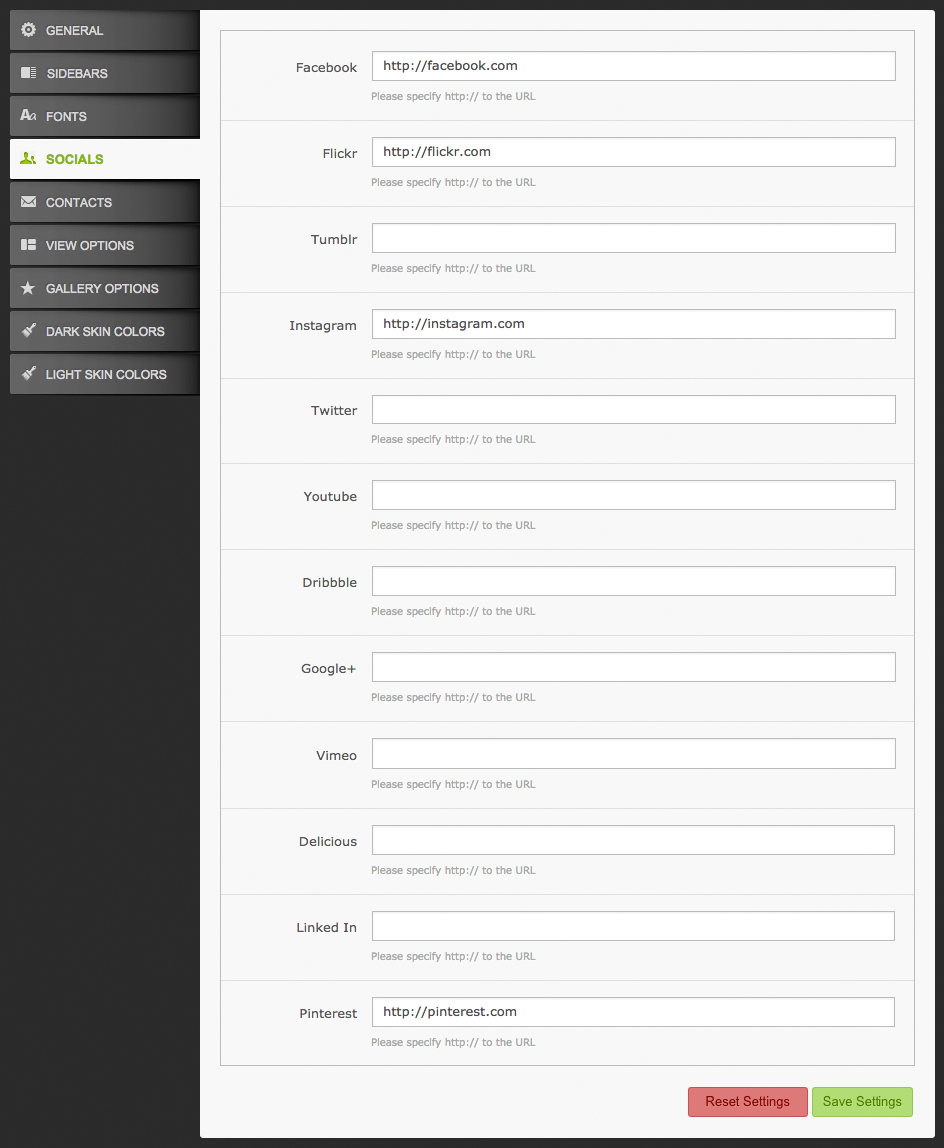 GENERAL
SIDEBARS
FONTS
SOCIALS
CONTACTS
VIEW OPTIONS
GALLERY OPTIONS
DARK SKIN COLORS
LIGHT SKIN COLORS
Facebook http://facebook.com
Please specify http:// to the URL
Flickr http://flickr.com
Please specify http:// to the URL
Tumblr
Please specify http:// to the URL
Instagram http://instagram.com
Please specify http:// to the URL
Twitter
Please specify http:// to the URL
Youtube
Please specify http:// to the URL
Dribbble
Please specify http:// to the URL
Google+
Please specify http:// to the URL
Vimeo
Please specify http:// to the URL
Delicious
Please specify http:// to the URL
Linked In
Please specify http:// to the URL
Pinterest http://pinterest.com
Please specify http:// to the URL
Reset Settings Save Settings